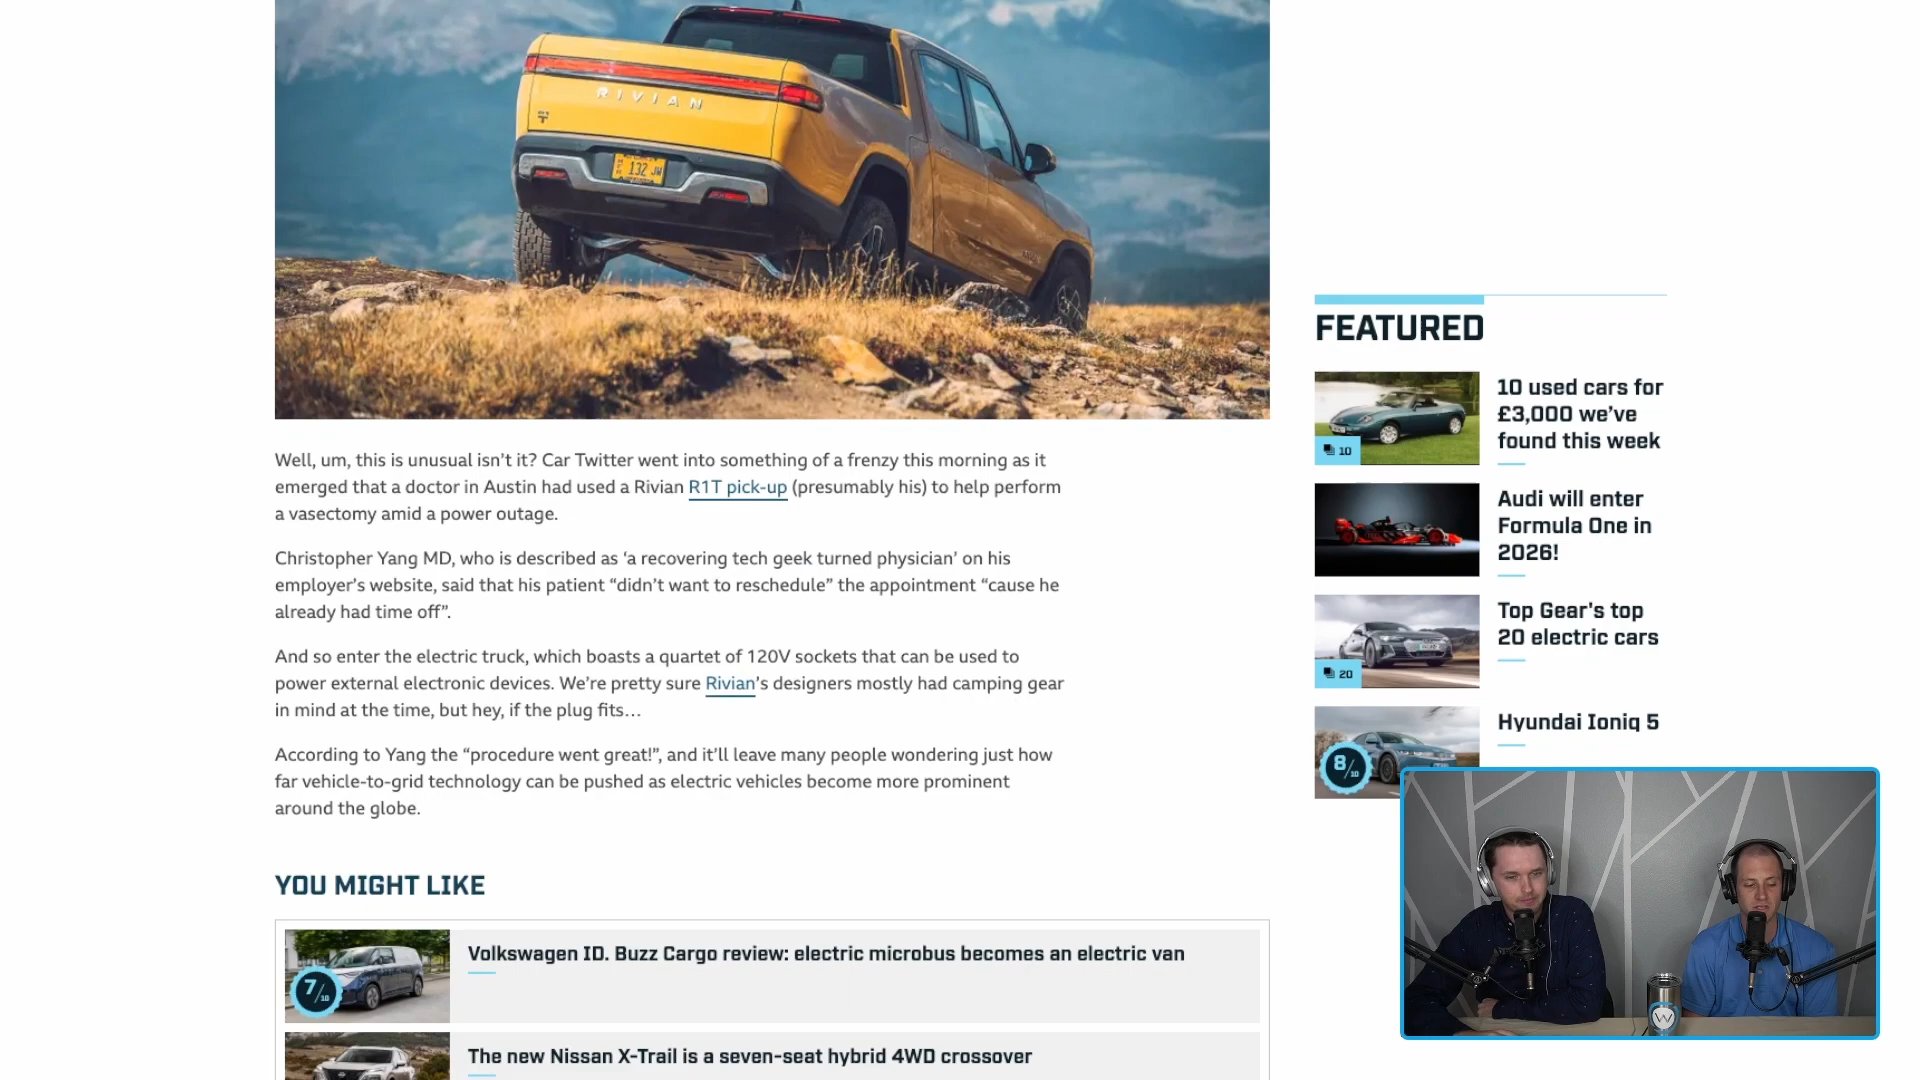 RIVIAN
132 JW
Well, um, this is unusual isn’t it? Car Twitter went into something of a frenzy this morning as it
emerged that a doctor in Austin had used a Rivian R1T pick-up (presumably his) to help perform
a vasectomy amid a power outage.
Christopher Yang MD, who is described as ‘a recovering tech geek turned physician’ on his
employer’s website, said that his patient “didn’t want to reschedule” the appointment “cause he
already had time off”.
And so enter the electric truck, which boasts a quartet of 120V sockets that can be used to
power external electronic devices. We’re pretty sure Rivian’s designers mostly had camping gear
in mind at the time, but hey, if the plug fits…
According to Yang the “procedure went great!”, and it’ll leave many people wondering just how
far vehicle-to-grid technology can be pushed as electric vehicles become more prominent
around the globe.
YOU MIGHT LIKE
7/10
Volkswagen ID. Buzz Cargo review: electric microbus becomes an electric van
The new Nissan X-Trail is a seven-seat hybrid 4WD crossover
FEATURED
10
10 used cars for
£3,000 we’ve
found this week
Audi will enter
Formula One in
2026!
20
Top Gear's top
20 electric cars
8/10
Hyundai Ioniq 5
W